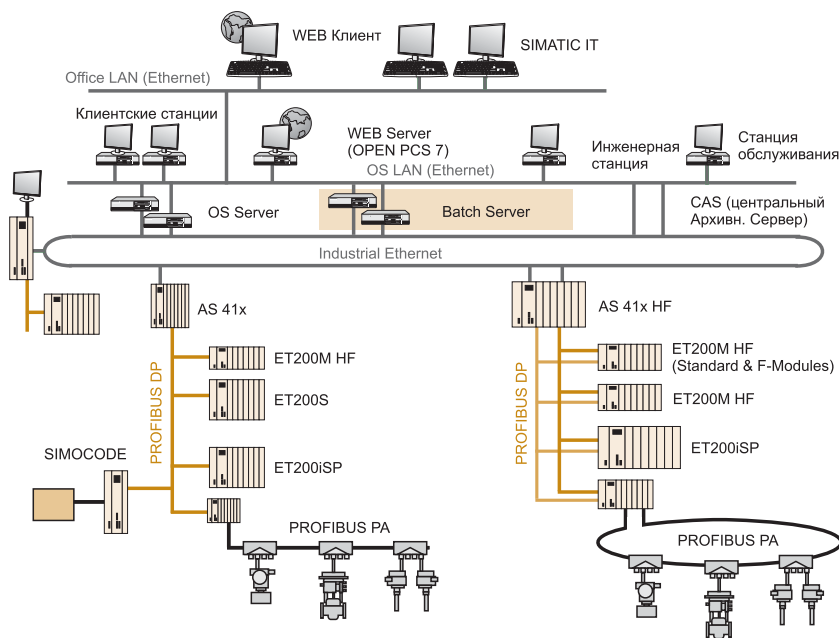 WEB Клиент
SIMATIC IT
Office LAN (Ethernet)
Клиентские станции
WEB Server
(OPEN PCS 7)
Инженерная
станция
Станция
обслуживания
OS LAN (Ethernet)
OS Server
Batch Server
CAS (центральный
Архивн. Сервер)
Industrial Ethernet
AS 41x
AS 41x HF
PROFIBUS DP
ET200M HF
ET200S
ET200iSP
SIMOCODE
PROFIBUS PA
PROFIBUS DP
ET200M HF
(Standard & F-Modules)
ET200M HF
ET200iSP
PROFIBUS PA